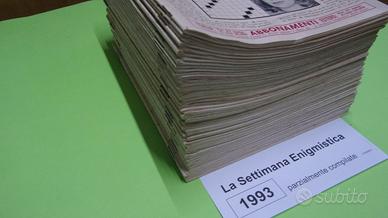 ABBONAMENTI
La Settimana Enigmistica
1993
parzialmente compilate
subito